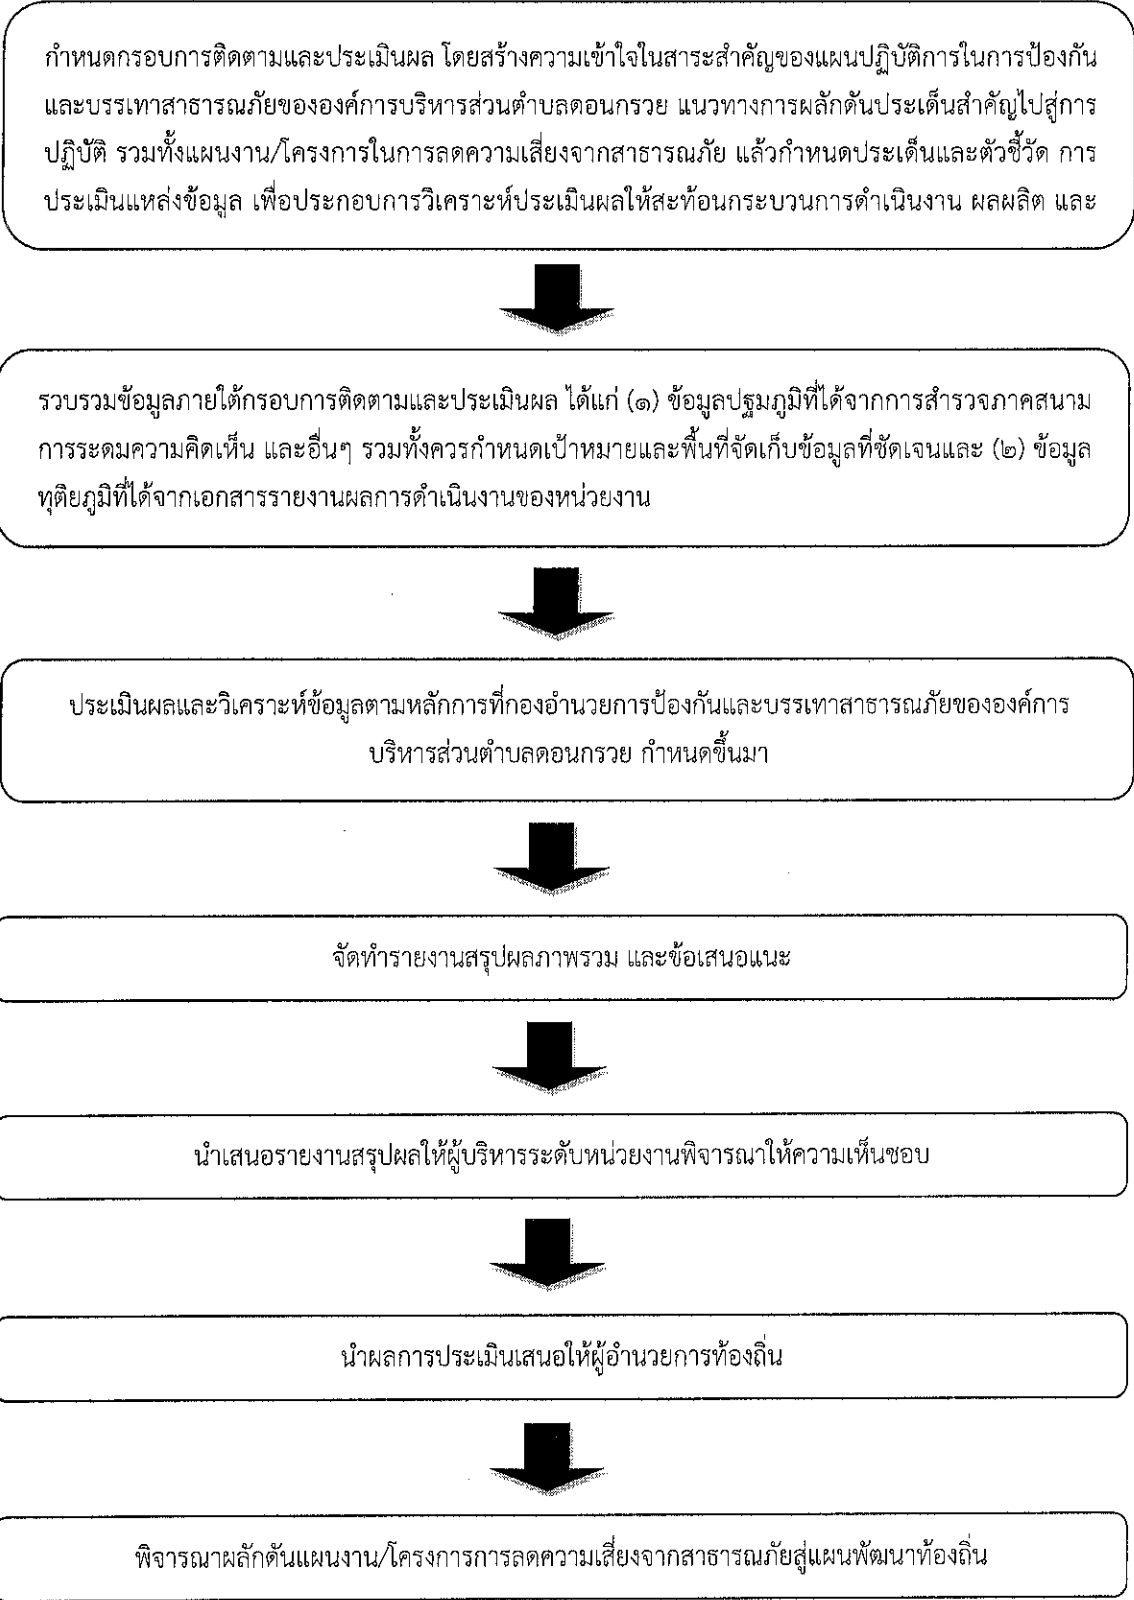 กำหนดกรอบการติดตามและประเมินผล โดยสร้างความเข้าใจในสาระสำคัญของแผนปฏิบัติการในการป้องกัน
และบรรเทาสาธารณภัยขององค์การบริหารส่วนตำบลดอนกรวย แนวทางการผลักดันประเด็นสำคัญไปสู่การ
ปฏิบัติ รวมทั้งแผนงาน/โครงการในการลดความเสี่ยงจากสาธารณภัย แล้วกำหนดประเด็นและตัวชี้วัด การ
ประเมินแหล่งข้อมูล เพื่อประกอบการวิเคราะห์ประเมินผลให้สะท้อนกระบวนการดำเนินงาน ผลผลิต และ
รวบรวมข้อมูลภายใต้กรอบการติดตามและประเมินผล ได้แก่ (๑) ข้อมูลปฐมภูมิที่ได้จากการสำรวจภาคสนาม
การระดมความคิดเห็น และอื่นๆ รวมทั้งควรกำหนดเป้าหมายและพื้นที่จัดเก็บข้อมูลที่ชัดเจนและ (๒) ข้อมูล
ทุติยภูมิที่ได้จากเอกสารรายงานผลการดำเนินงานของหน่วยงาน
ประเมินผลและวิเคราะห์ข้อมูลตามหลักการที่กองอำนวยการป้องกันและบรรเทาสาธารณภัยขององค์การ
บริหารส่วนตำบลดอนกรวย กำหนดขึ้นมา
จัดทำรายงานสรุปผลภาพรวม และข้อเสนอแนะ
นำเสนอรายงานสรุปผลให้ผู้บริหารระดับหน่วยงานพิจารณาให้ความเห็นชอบ
นำผลการประเมินเสนอให้ผู้อำนวยการท้องถิ่น
พิจารณาผลักดันแผนงาน/โครงการการลดความเสี่ยงจากสาธารณภัยสู่แผนพัฒนาท้องถิ่น